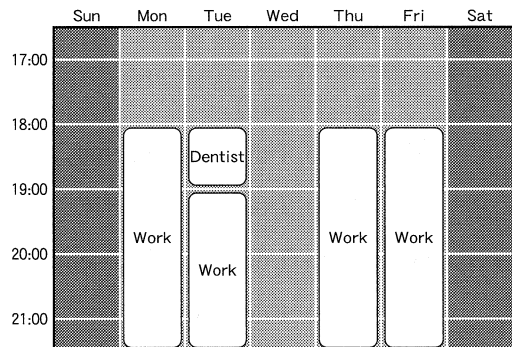 Sun Mon Tue Wed Thu Fri Sat
17:00
18:00
Dentist
19:00
Work Work Work
Work
20:00
21:00